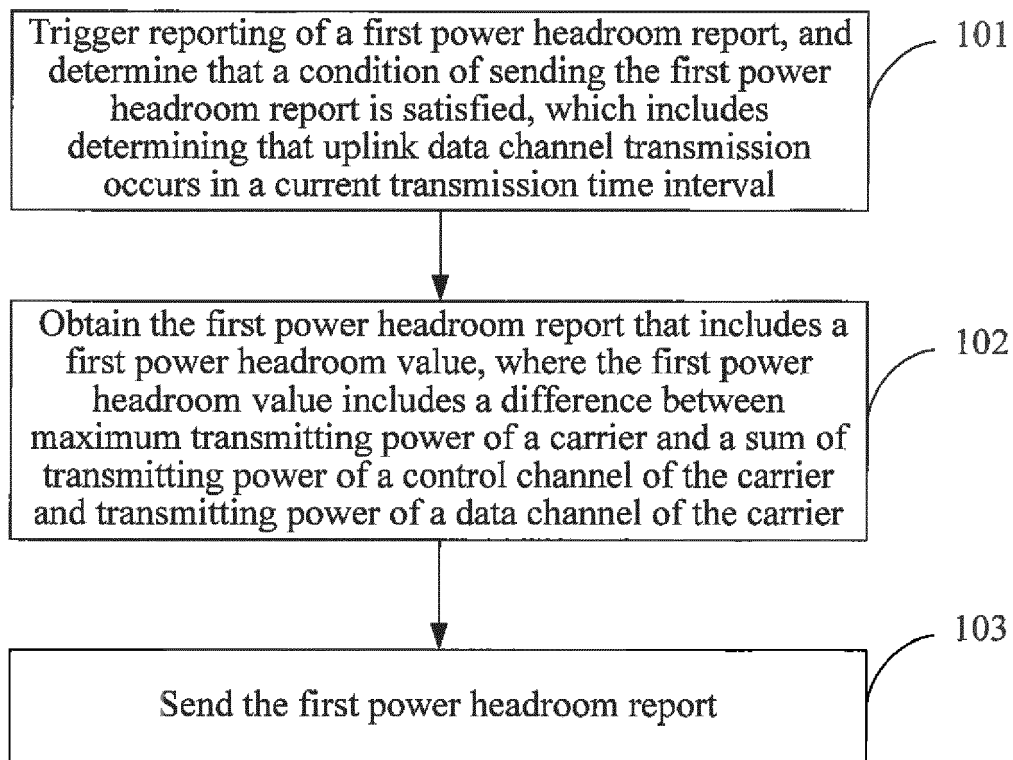 Trigger reporting of a first power headroom report, and
determine that a condition of sending the first power
headroom report is satisfied, which includes
determining that uplink data channel transmission
occurs in a current transmission time interval
101
Obtain the first power headroom report that includes a
first power headroom value, where the first power
headroom value includes a difference between
maximum transmitting power of a carrier and a sum of
transmitting power of a control channel of the carrier
and transmitting power of a data channel of the carrier
102
Send the first power headroom report
103